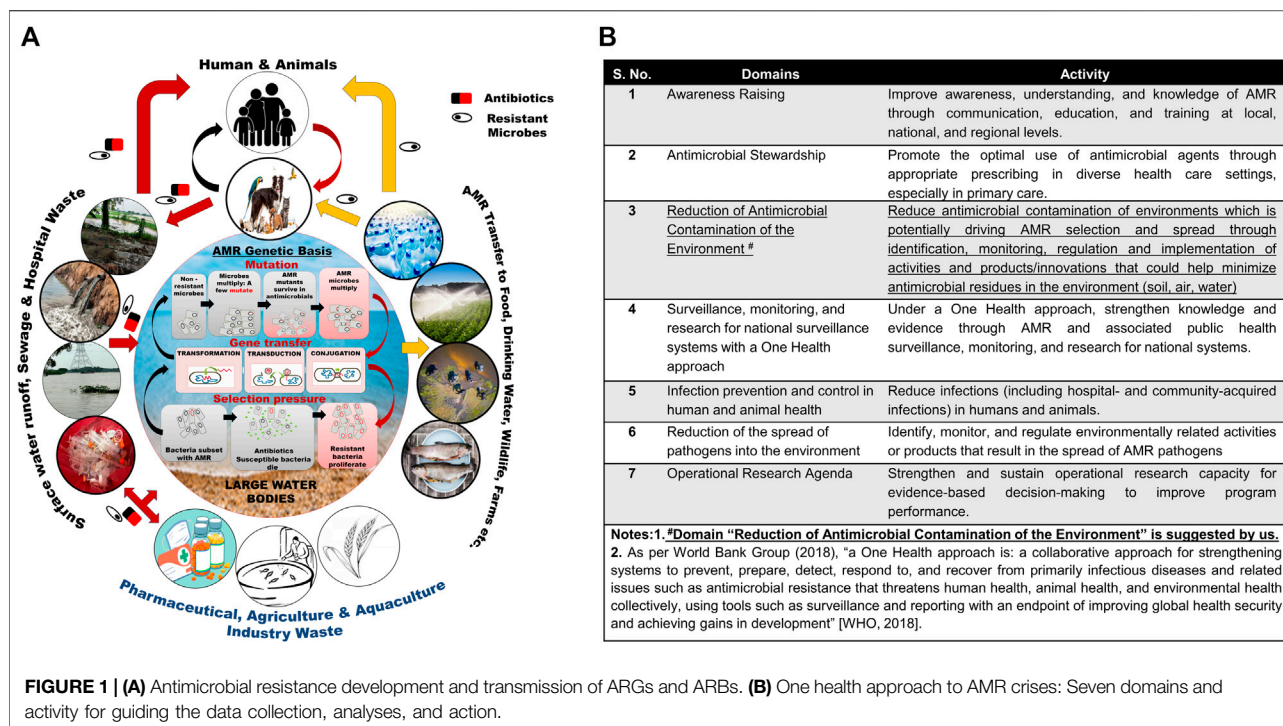 A
Human & Animals
Antibiotics
Resistant
Microbes
Surface water runoff, Sewage & Hospital Waste
AMR Transfer to Food, Drinking Water, Wildlife, Farms etc.
AMR Genetic Basis
Mutation
Non -
resistant
microbes
Microbes
multiply: A
few mutate
AMR
mutants
survive in
antimicrobials
AMR
microbes
multiply
Gene transfer
TRANSFORMATION
TRANSDUCTION
CONJUGATION
Selection pressure
Bacteria subset
with AMR
Antibiotics
Susceptible bacteria
die
Resistant
bacteria
proliferate
LARGE WATER
BODIES
Pharmaceutical, Agriculture & Aquaculture
Industry Waste
B
S. No. Domains Activity
1 Awareness Raising Improve awareness, understanding, and knowledge of AMR
through communication, education, and training at local,
national, and regional levels.
2 Antimicrobial Stewardship Promote the optimal use of antimicrobial agents through
appropriate prescribing in diverse health care settings,
especially in primary care.
3 Reduction of Antimicrobial Reduce antimicrobial contamination of environments which is
Contamination of the potentially driving AMR selection and spread through
Environment # identification, monitoring, regulation and implementation of
activities and products/innovations that could help minimize
antimicrobial residues in the environment (soil, air, water)
4 Surveillance, monitoring, and Under a One Health approach, strengthen knowledge and
research for national surveillance evidence through AMR and associated public health
systems with a One Health surveillance, monitoring, and research for national systems.
approach
5 Infection prevention and control in Reduce infections (including hospital- and community-acquired
human and animal health infections) in humans and animals.
6 Reduction of the spread of Identify, monitor, and regulate environmentally related activities
pathogens into the environment or products that result in the spread of AMR pathogens
7 Operational Research Agenda Strengthen and sustain operational research capacity for
evidence-based decision-making to improve program
performance.
Notes:1. #Domain “Reduction of Antimicrobial Contamination of the Environment” is suggested by us.
2. As per World Bank Group (2018), “a One Health approach is: a collaborative approach for strengthening
systems to prevent, prepare, detect, respond to, and recover from primarily infectious diseases and related
issues such as antimicrobial resistance that threatens human health, animal health, and environmental health
collectively, using tools such as surveillance and reporting with an endpoint of improving global health security
and achieving gains in development” [WHO, 2018].
FIGURE 1 | (A) Antimicrobial resistance development and transmission of ARGs and ARBs. (B) One health approach to AMR crises: Seven domains and
activity for guiding the data collection, analyses, and action.